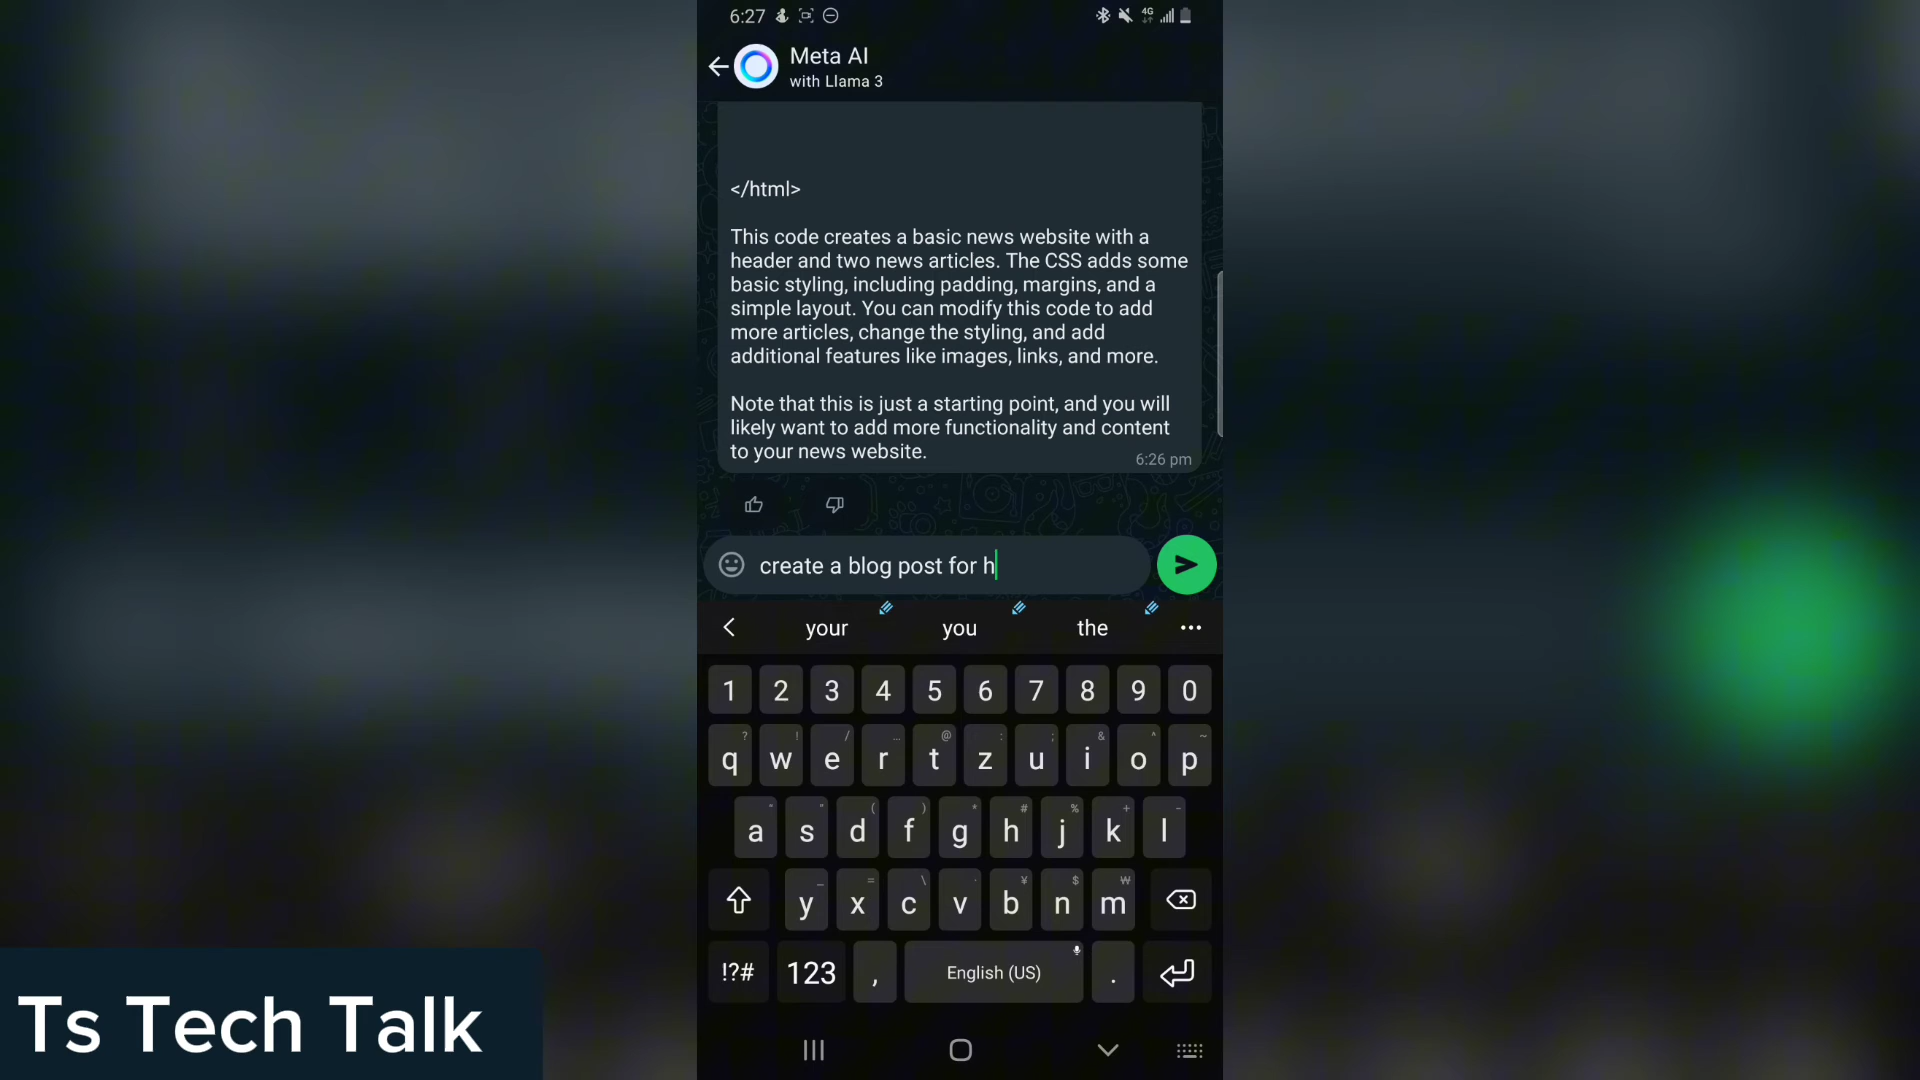 6:27
4G
Meta AI
with Llama 3
</html>
This code creates a basic news website with a
header and two news articles. The CSS adds some
basic styling, including padding, margins, and a
simple layout. You can modify this code to add
more articles, change the styling, and add
additional features like images, links, and more.
Note that this is just a starting point, and you will
likely want to add more functionality and content
to your news website.
6:26 pm
create a blog post for h
your you the
1 2 3 4 5 6 7 8 9 0
? ! / ... @ : ; & ^ ~
q w e r t z u i o p
" " ( ) * # % + -
a s d f g h j k l
_ = \ · ¥ $ ₩
y x c v b n m
!?# 123 , English (US) .
Ts Tech Talk